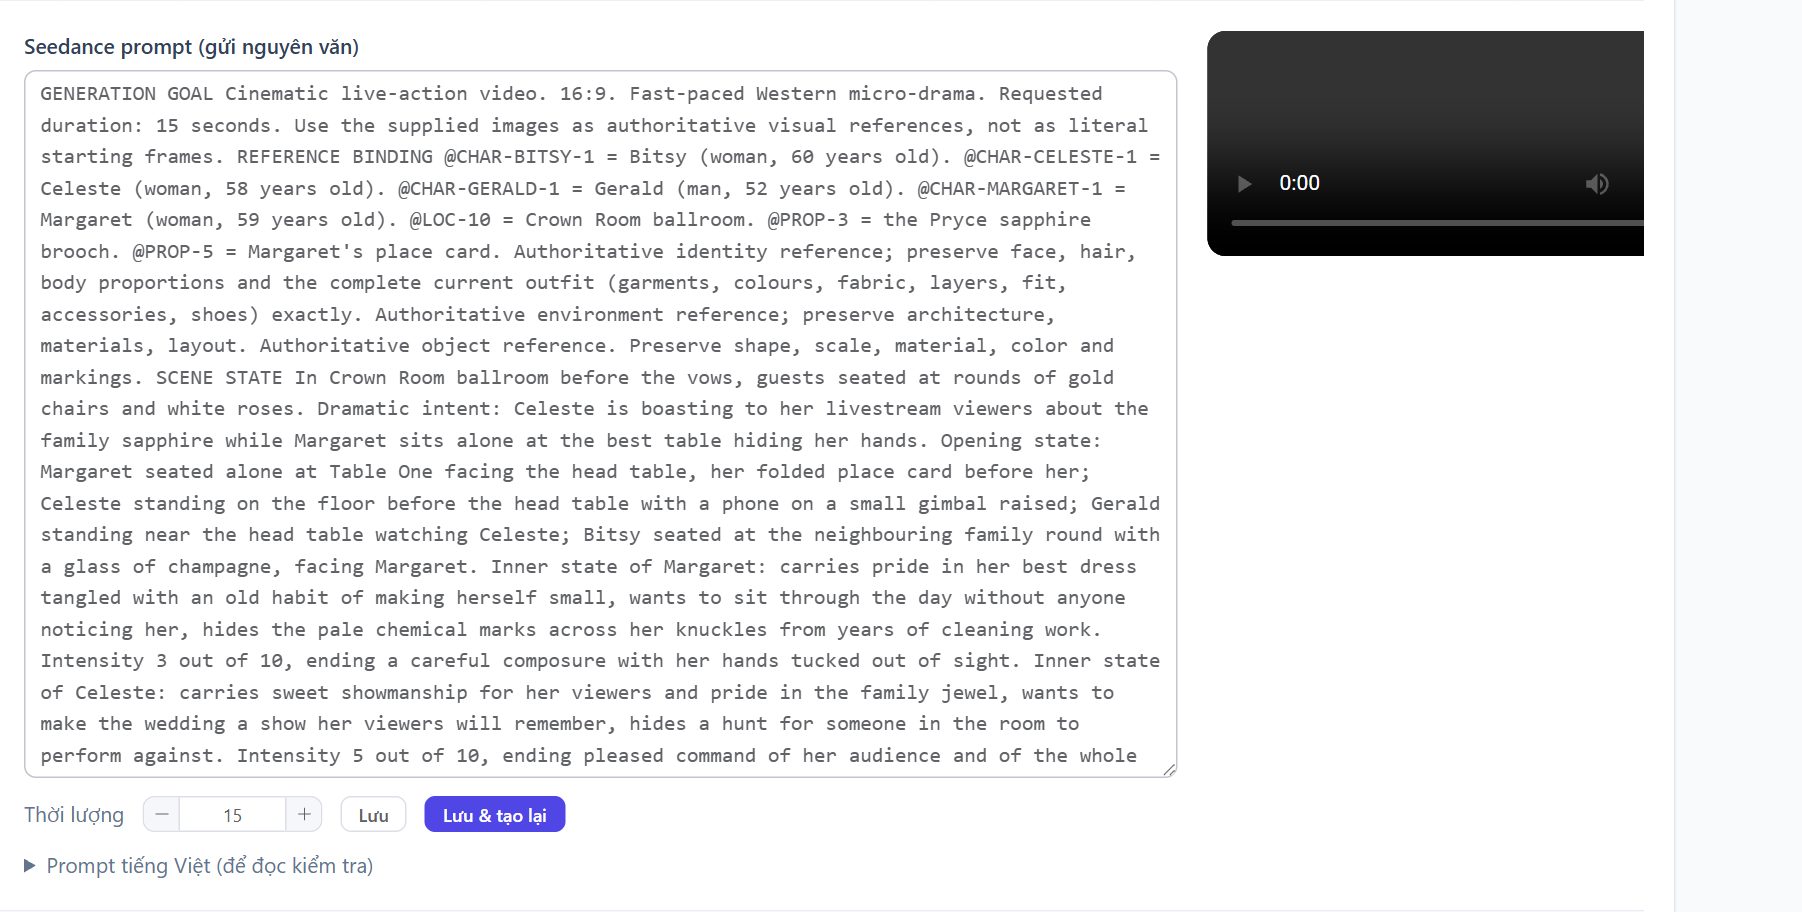 Seedance prompt (gửi nguyên văn)
GENERATION GOAL Cinematic live-action video. 16:9. Fast-paced Western micro-drama. Requested
duration: 15 seconds. Use the supplied images as authoritative visual references, not as literal
starting frames. REFERENCE BINDING @CHAR-BITSY-1 = Bitsy (woman, 60 years old). @CHAR-CELESTE-1 =
Celeste (woman, 58 years old). @CHAR-GERALD-1 = Gerald (man, 52 years old). @CHAR-MARGARET-1 =
Margaret (woman, 59 years old). @LOC-10 = Crown Room ballroom. @PROP-3 = the Pryce sapphire
brooch. @PROP-5 = Margaret's place card. Authoritative identity reference; preserve face, hair,
body proportions and the complete current outfit (garments, colours, fabric, layers, fit,
accessories, shoes) exactly. Authoritative environment reference; preserve architecture,
materials, layout. Authoritative object reference. Preserve shape, scale, material, color and
markings. SCENE STATE In Crown Room ballroom before the vows, guests seated at rounds of gold
chairs and white roses. Dramatic intent: Celeste is boasting to her livestream viewers about the
family sapphire while Margaret sits alone at the best table hiding her hands. Opening state:
Margaret seated alone at Table One facing the head table, her folded place card before her;
Celeste standing on the floor before the head table with a phone on a small gimbal raised; Gerald
standing near the head table watching Celeste; Bitsy seated at the neighbouring family round with
a glass of champagne, facing Margaret. Inner state of Margaret: carries pride in her best dress
tangled with an old habit of making herself small, wants to sit through the day without anyone
noticing her, hides the pale chemical marks across her knuckles from years of cleaning work.
Intensity 3 out of 10, ending a careful composure with her hands tucked out of sight. Inner state
of Celeste: carries sweet showmanship for her viewers and pride in the family jewel, wants to
make the wedding a show her viewers will remember, hides a hunt for someone in the room to
perform against. Intensity 5 out of 10, ending pleased command of her audience and of the whole
0:00
Thời lượng
15
Lưu
Lưu & tạo lại
Prompt tiếng Việt (để đọc kiểm tra)